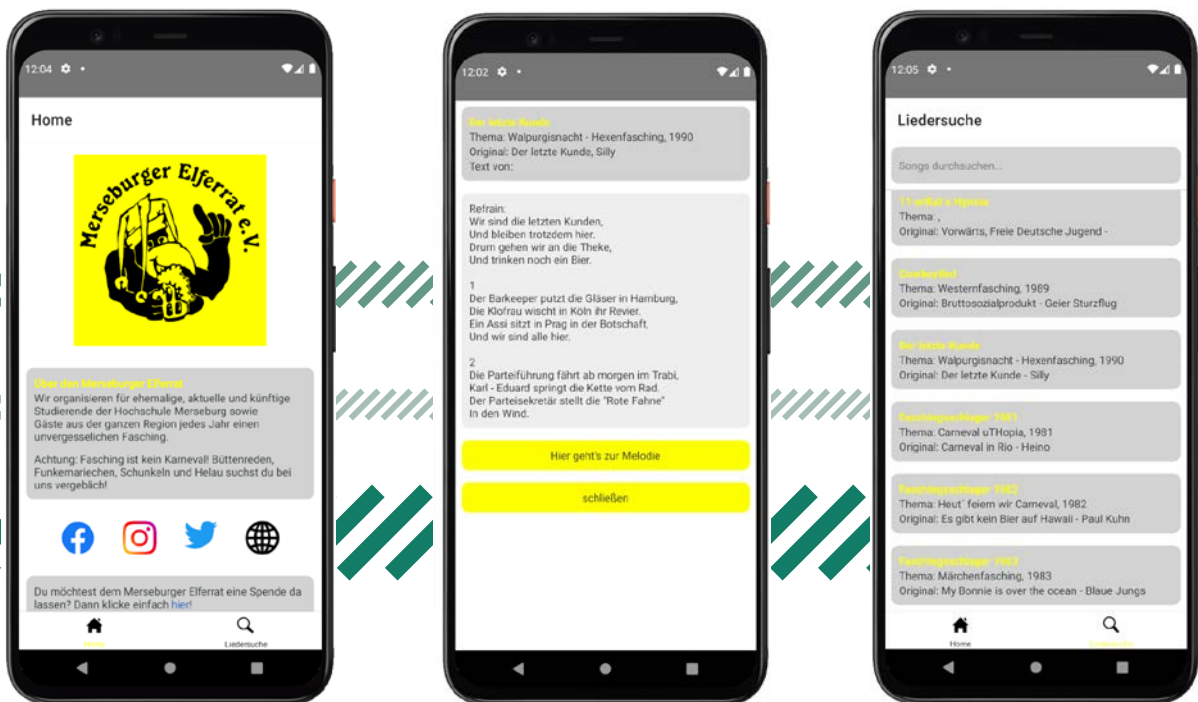 12:04
Home
Merseburger Elferrat e.V.
Über den Merseburger Elferrat
Wir organisieren für ehemalige, aktuelle und künftige
Studierende der Hochschule Merseburg sowie
Gäste aus der ganzen Region jedes Jahr einen
unvergesselichen Fasching.
Achtung: Fasching ist kein Karneval! Büttenreden,
Funkemariechen, Schunkeln und Helau suchst du bei
uns vergeblich!
Du möchtest dem Merseburger Elferrat eine Spende da
lassen? Dann klicke einfach hier!
Home
Liedersuche
12:02
Der letzte Kunde
Thema: Walpurgisnacht - Hexenfasching, 1990
Original: Der letzte Kunde, Silly
Text von:
Refrain:
Wir sind die letzten Kunden,
Und bleiben trotzdem hier.
Drum gehen wir an die Theke,
Und trinken noch ein Bier.
1
Der Barkeeper putzt die Gläser in Hamburg,
Die Klofrau wischt in Köln ihr Revier.
Ein Assi sitzt in Prag in der Botschaft,
Und wir sind alle hier.
2
Die Parteiführung fährt ab morgen im Trabi,
Karl - Eduard springt die Kette vom Rad.
Der Parteisekretär stellt die "Rote Fahne"
In den Wind.
Hier geht's zur Melodie
schließen
12:05
Liedersuche
Songs durchsuchen...
Hymne
Thema: ,
Original: Vorwärts, Freie Deutsche Jugend -
Cowboylied
Thema: Westernfasching, 1989
Original: Bruttosozialprodukt - Geier Sturzflug
Der letzte Kunde
Thema: Walpurgisnacht - Hexenfasching, 1990
Original: Der letzte Kunde - Silly
Faschingsschlager 1981
Thema: Carneval uTHopia, 1981
Original: Carneval in Rio - Heino
Faschingsschlager 1982
Thema: Heut´ feiern wir Carneval, 1982
Original: Es gibt kein Bier auf Hawaii - Paul Kuhn
Faschingsschlager 1983
Thema: Märchenfasching, 1983
Original: My Bonnie is over the ocean - Blaue Jungs
Home
Liedersuche